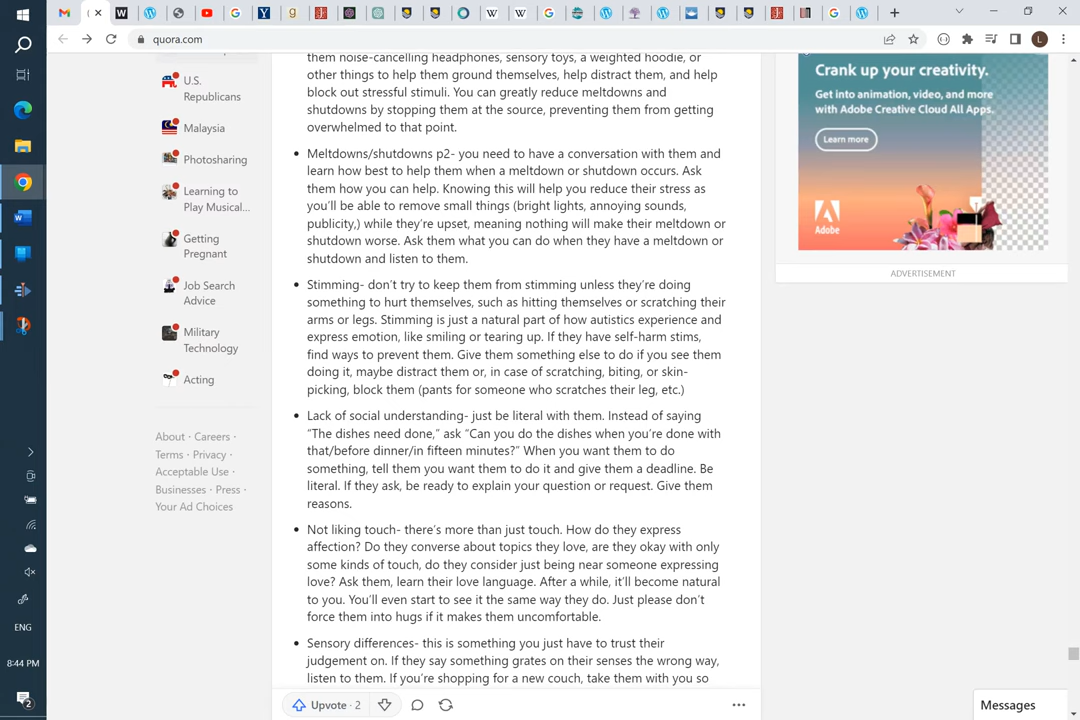 quora.com
L
U.S.
Republicans
Malaysia
Photosharing
Learning to
Play Musical...
Getting
Pregnant
Job Search
Advice
Military
Technology
Acting
About · Careers ·
Terms · Privacy ·
Acceptable Use ·
Businesses · Press ·
Your Ad Choices
them noise-cancelling headphones, sensory toys, a weighted hoodie, or
other things to help them ground themselves, help distract them, and help
block out stressful stimuli. You can greatly reduce meltdowns and
shutdowns by stopping them at the source, preventing them from getting
overwhelmed to that point.
• Meltdowns/shutdowns p2- you need to have a conversation with them and
learn how best to help them when a meltdown or shutdown occurs. Ask
them how you can help. Knowing this will help you reduce their stress as
you'll be able to remove small things (bright lights, annoying sounds,
publicity,) while they're upset, meaning nothing will make their meltdown or
shutdown worse. Ask them what you can do when they have a meltdown or
shutdown and listen to them.
• Stimming- don't try to keep them from stimming unless they're doing
something to hurt themselves, such as hitting themselves or scratching their
arms or legs. Stimming is just a natural part of how autistics experience and
express emotion, like smiling or tearing up. If they have self-harm stims,
find ways to prevent them. Give them something else to do if you see them
doing it, maybe distract them or, in case of scratching, biting, or skin-
picking, block them (pants for someone who scratches their leg, etc.)
• Lack of social understanding- just be literal with them. Instead of saying
“The dishes need done,” ask “Can you do the dishes when you're done with
that/before dinner/in fifteen minutes?” When you want them to do
something, tell them you want them to do it and give them a deadline. Be
literal. If they ask, be ready to explain your question or request. Give them
reasons.
• Not liking touch- there's more than just touch. How do they express
affection? Do they converse about topics they love, are they okay with only
some kinds of touch, do they consider just being near someone expressing
love? Ask them, learn their love language. After a while, it'll become natural
to you. You'll even start to see it the same way they do. Just please don't
force them into hugs if it makes them uncomfortable.
• Sensory differences- this is something you just have to trust their
judgement on. If they say something grates on their senses the wrong way,
listen to them. If you're shopping for a new couch, take them with you so
Upvote · 2
Crank up your creativity.
Get into animation, video, and more
with Adobe Creative Cloud All Apps.
Learn more
Adobe
ADVERTISEMENT
Messages
ENG
8:44 PM
2